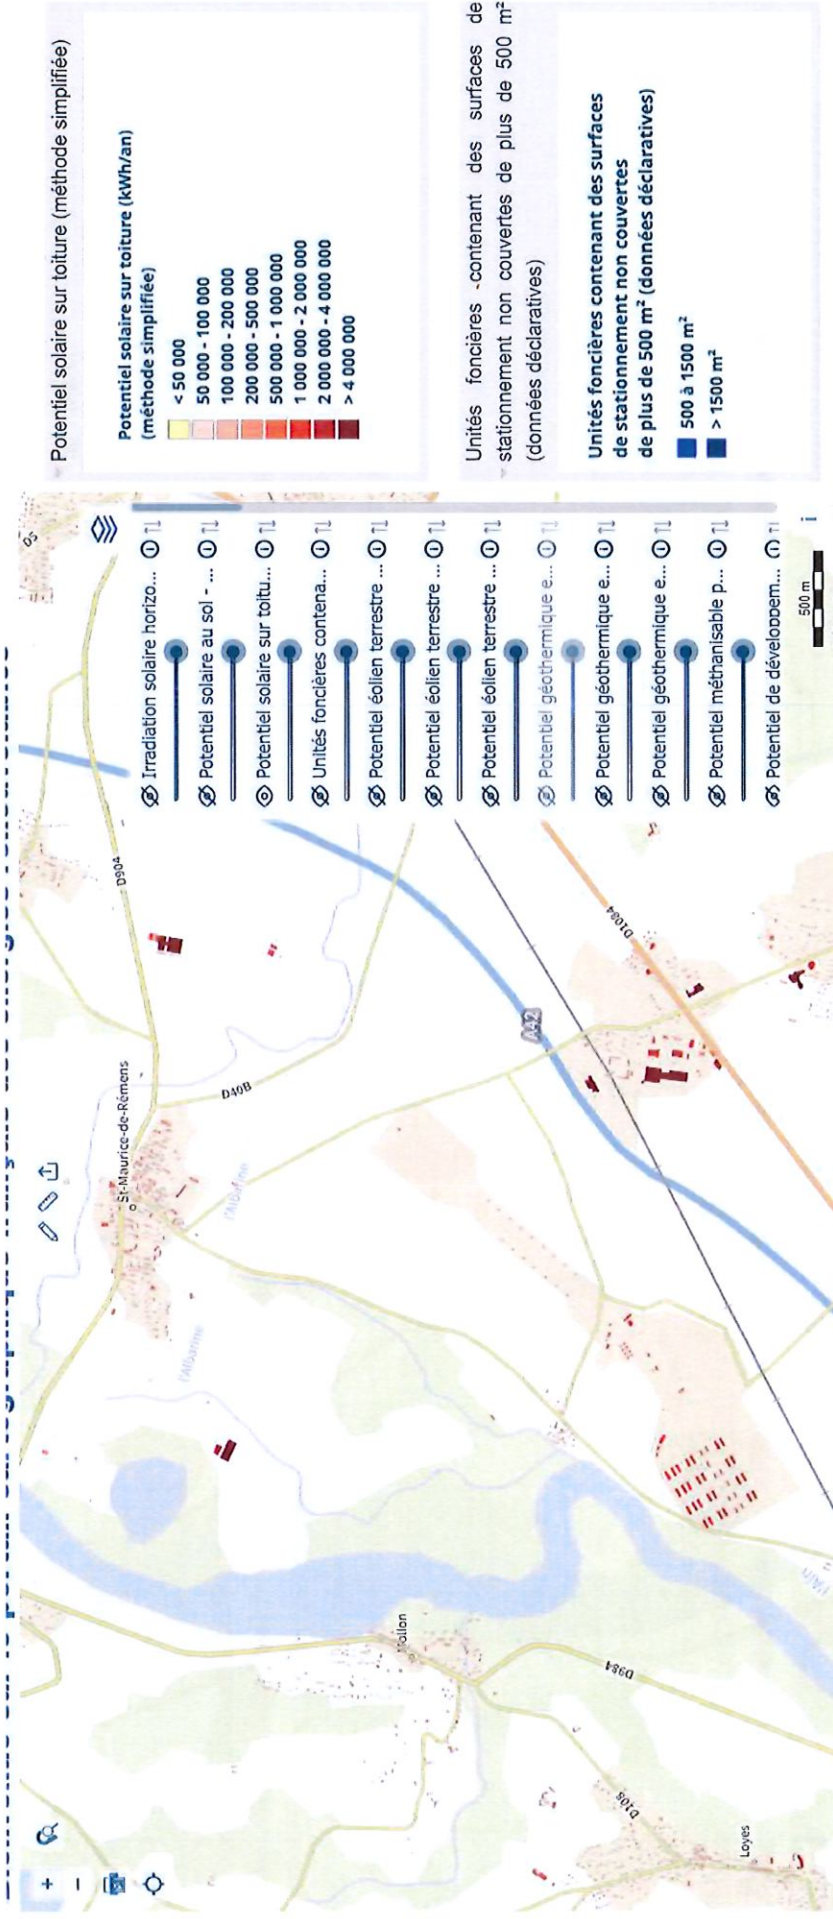 St-Maurice-de-Rémens
D904
D40B
l'Albarine
l'Albarine
A42
D1084
D984
D108
Loyes
l'Ain
Irradiation solaire horizo...
Potentiel solaire au sol - ...
Potentiel solaire sur toitu...
Unités foncières contena...
Potentiel éolien terrestre ...
Potentiel éolien terrestre ...
Potentiel éolien terrestre ...
Potentiel géothermique e...
Potentiel géothermique e...
Potentiel géothermique e...
Potentiel méthanisable p...
Potentiel de développem...
500 m
i
Potentiel solaire sur toiture (méthode simplifiée)
Potentiel solaire sur toiture (kWh/an)
(méthode simplifiée)
< 50 000
50 000 - 100 000
100 000 - 200 000
200 000 - 500 000
500 000 - 1 000 000
1 000 000 - 2 000 000
2 000 000 - 4 000 000
> 4 000 000
Unités foncières -contenant des surfaces de
stationnement non couvertes de plus de 500 m²
(données déclaratives)
Unités foncières contenant des surfaces
de stationnement non couvertes
de plus de 500 m² (données déclaratives)
500 à 1500 m²
> 1500 m²